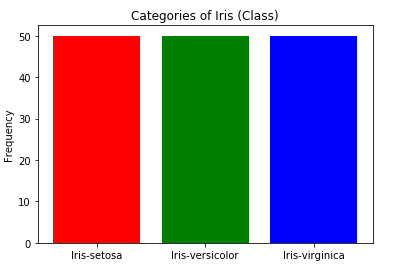 Categories of Iris (Class)
Frequency
50
40
30
20
10
0
Iris-setosa
Iris-versicolor
Iris-virginica